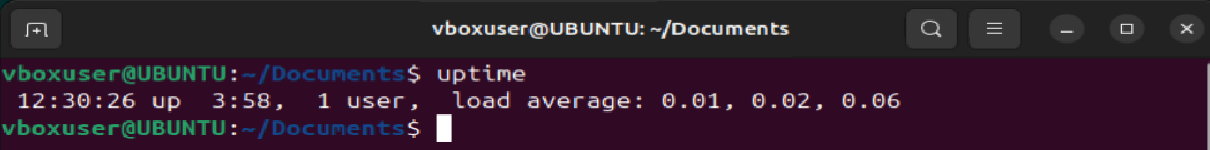 vboxuser@UBUNTU: ~/Documents
vboxuser@UBUNTU:~/Documents$ uptime
 12:30:26 up  3:58,  1 user,  load average: 0.01, 0.02, 0.06
vboxuser@UBUNTU:~/Documents$